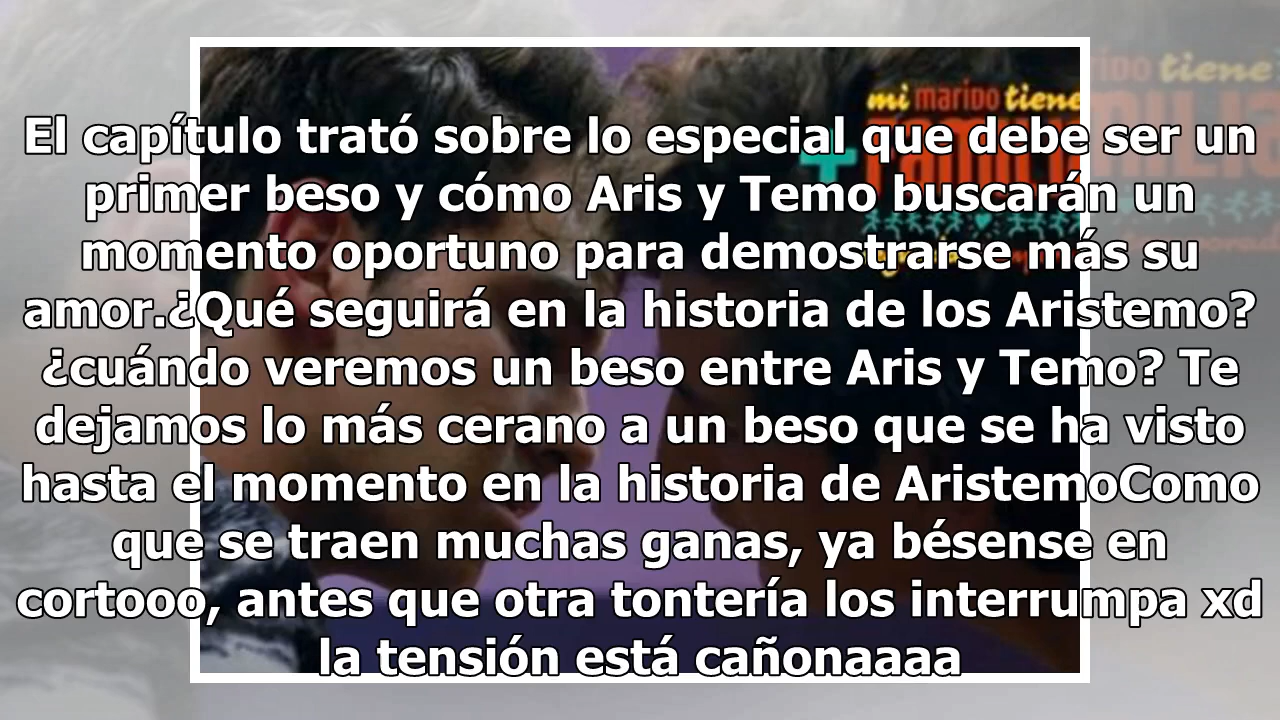 mi marido tiene
+ FAMILIA
El capítulo trató sobre lo especial que debe ser un
primer beso y cómo Aris y Temo buscarán un
momento oportuno para demostrarse más su
amor.¿Qué seguirá en la historia de los Aristemo?
¿cuándo veremos un beso entre Aris y Temo? Te
dejamos lo más cerano a un beso que se ha visto
hasta el momento en la historia de AristemoComo
que se traen muchas ganas, ya bésense en
cortooo, antes que otra tontería los interrumpa xd
la tensión está cañonaaaa